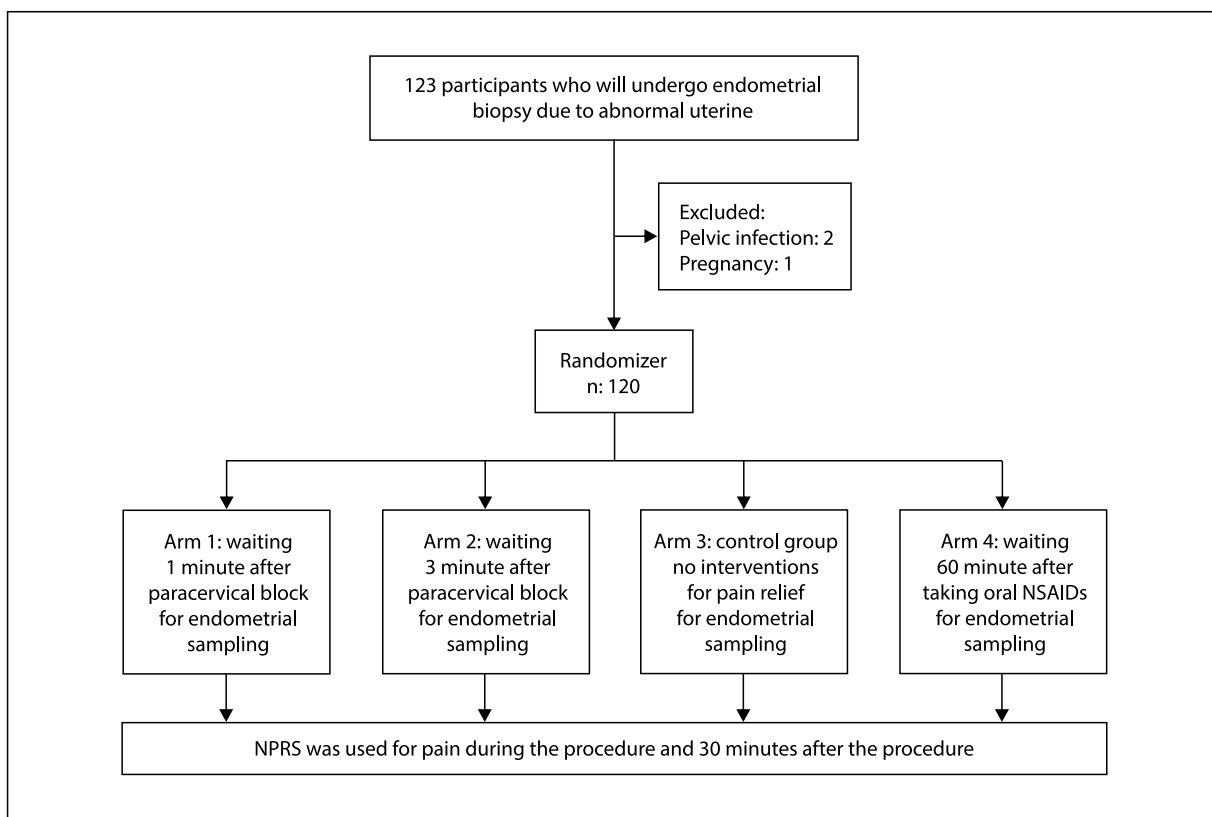 123 participants who will undergo endometrial
biopsy due to abnormal uterine
Excluded:
Pelvic infection: 2
Pregnancy: 1
Randomizer
n: 120
Arm 1: waiting
1 minute after
paracervical block
for endometrial
sampling
Arm 2: waiting
3 minute after
paracervical block
for endometrial
sampling
Arm 3: control group
no interventions
for pain relief
for endometrial
sampling
Arm 4: waiting
60 minute after
taking oral NSAIDs
for endometrial
sampling
NPRS was used for pain during the procedure and 30 minutes after the procedure